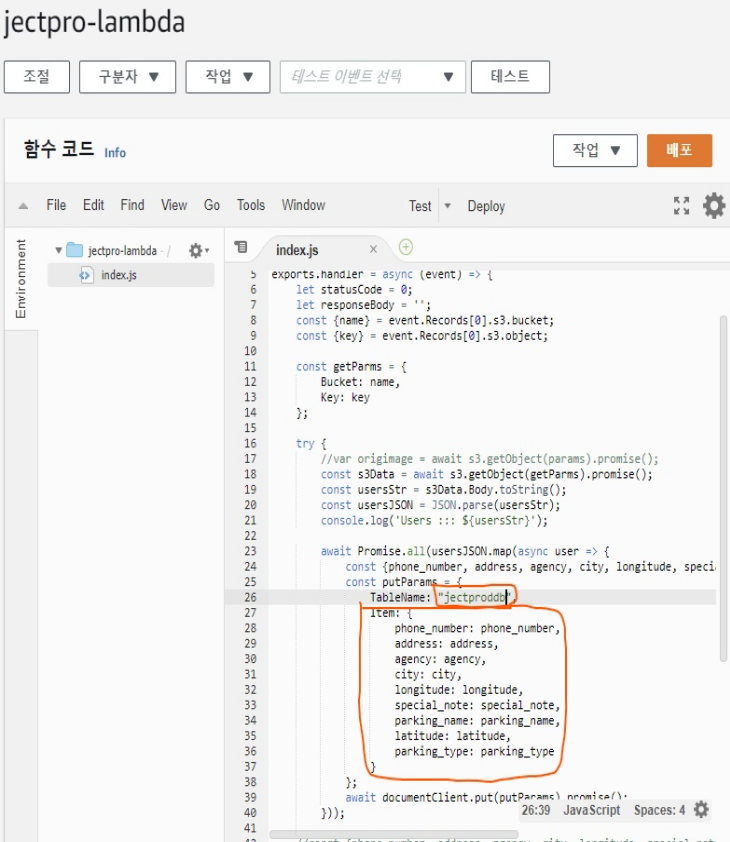 jectpro-lambda
조절 구분자 ▼ 작업 ▼ 테스트 이벤트 선택 ▼ 테스트
함수 코드 Info 작업 ▼ 배포
File Edit Find View Go Tools Window Test Deploy
Environment
jectpro-lambda - /
index.js
index.js ×
5 exports.handler = async (event) => {
6 let statusCode = 0;
7 let responseBody = '';
8 const {name} = event.Records[0].s3.bucket;
9 const {key} = event.Records[0].s3.object;
10
11 const getParms = {
12 Bucket: name,
13 Key: key
14 };
15
16 try {
17 //var origimage = await s3.getObject(params).promise();
18 const s3Data = await s3.getObject(getParms).promise();
19 const usersStr = s3Data.Body.toString();
20 const usersJSON = JSON.parse(usersStr);
21 console.log('Users ::: ${usersStr}');
22
23 await Promise.all(usersJSON.map(async user => {
24 const {phone_number, address, agency, city, longitude, speci
25 const putParams = {
26 TableName: "jectproddb",
27 Item: {
28 phone_number: phone_number,
29 address: address,
30 agency: agency,
31 city: city,
32 longitude: longitude,
33 special_note: special_note,
34 parking_name: parking_name,
35 latitude: latitude,
36 parking_type: parking_type
37 }
38 };
39 await documentClient.put(putParams).promise();
40 }));
41
26:39 JavaScript Spaces: 4